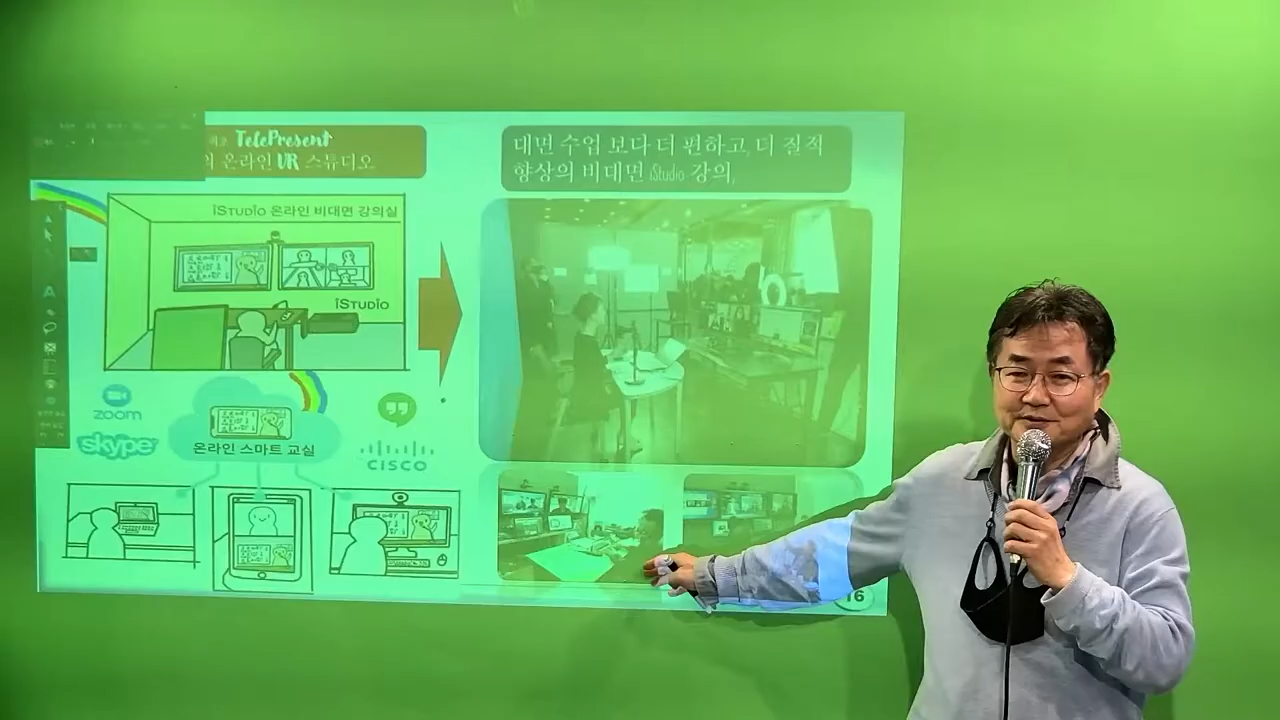 TelePresent
온라인 UR 스튜디오
대면 수업 보다 더 편하고, 더 질적
향상의 비대면 iStudio 강의.
iSTUDIO 온라인 비대면 강의실
iSTUDIO
zoom
skype
온라인 스마트 교실
CISCO
A
16